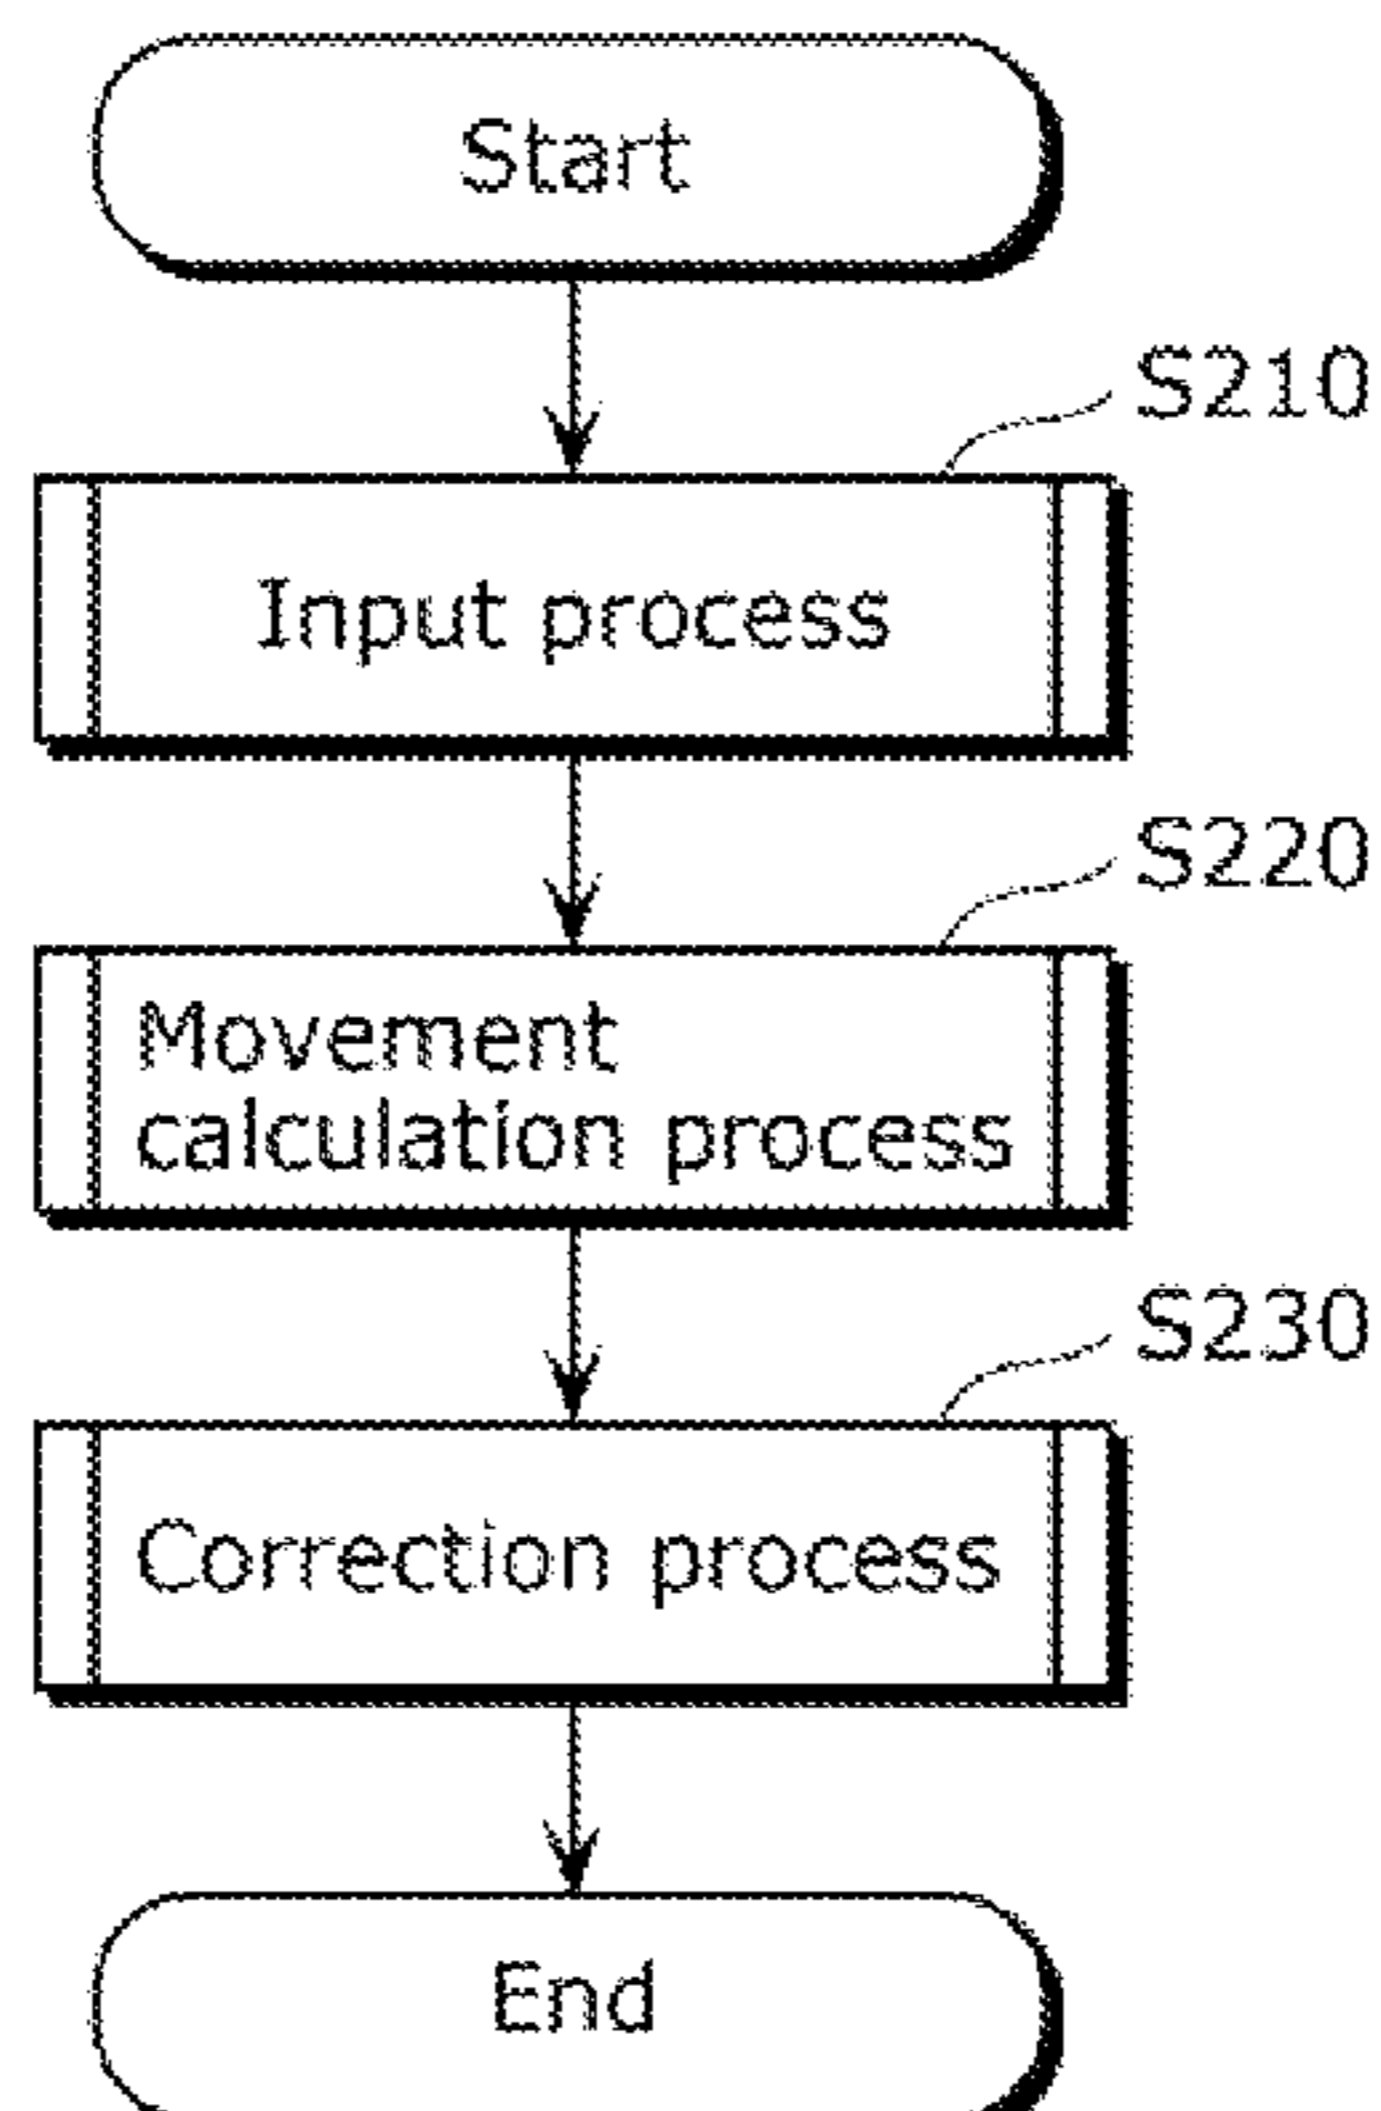 Start
S210
Input process
S220
Movement
calculation process
S230
Correction process
End